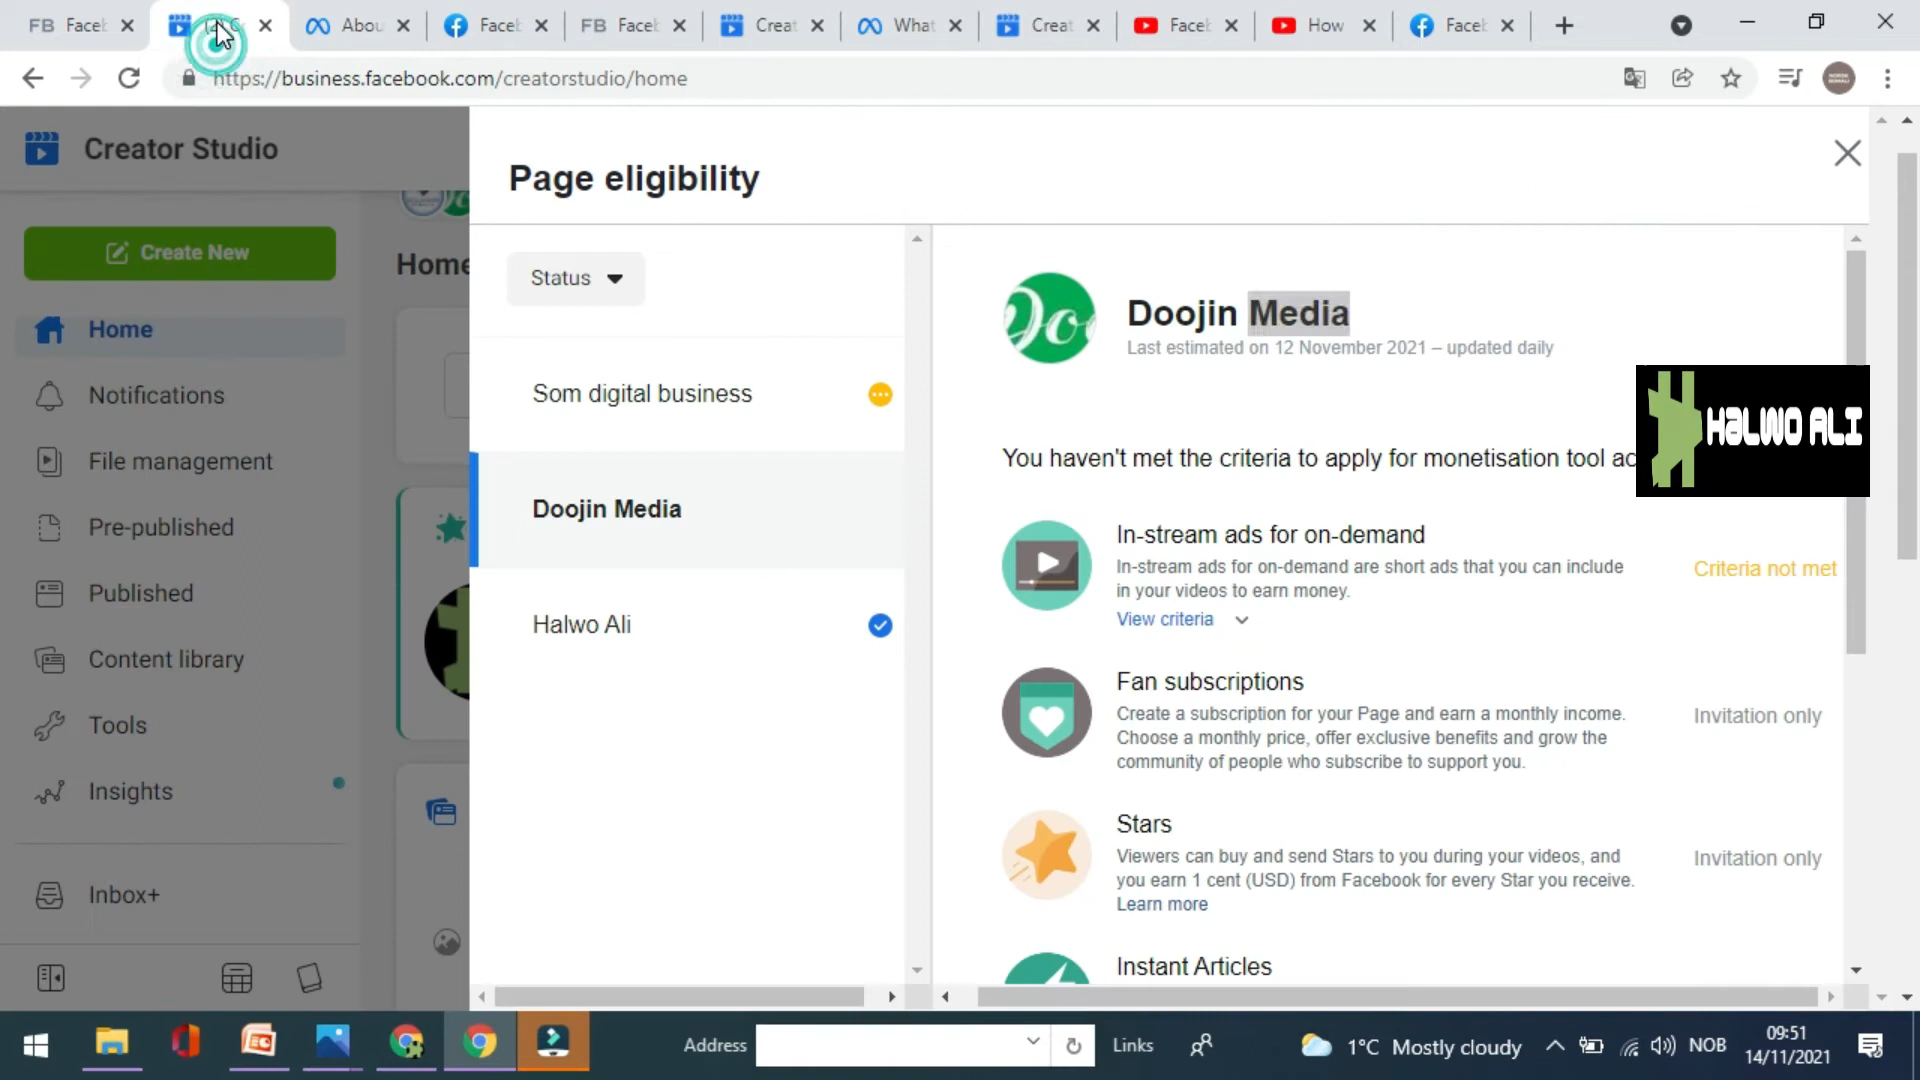 FB Faceb
(2) C
Abou
Faceb
FB Faceb
Creat
What
Creat
Faceb
How
Faceb
https://business.facebook.com/creatorstudio/home
Creator Studio
Page eligibility
Create New
Home
Home
Notifications
File management
Pre-published
Published
Content library
Tools
Insights
Inbox+
Status
Som digital business
Doojin Media
Halwo Ali
Doojin Media
Last estimated on 12 November 2021 – updated daily
HALWO ALI
You haven't met the criteria to apply for monetisation tool ac
In-stream ads for on-demand
In-stream ads for on-demand are short ads that you can include
in your videos to earn money.
Criteria not met
View criteria
Fan subscriptions
Create a subscription for your Page and earn a monthly income.
Choose a monthly price, offer exclusive benefits and grow the
community of people who subscribe to support you.
Invitation only
Stars
Viewers can buy and send Stars to you during your videos, and
you earn 1 cent (USD) from Facebook for every Star you receive.
Learn more
Invitation only
Instant Articles
Address
Links
1°C Mostly cloudy
NOB
09:51
14/11/2021